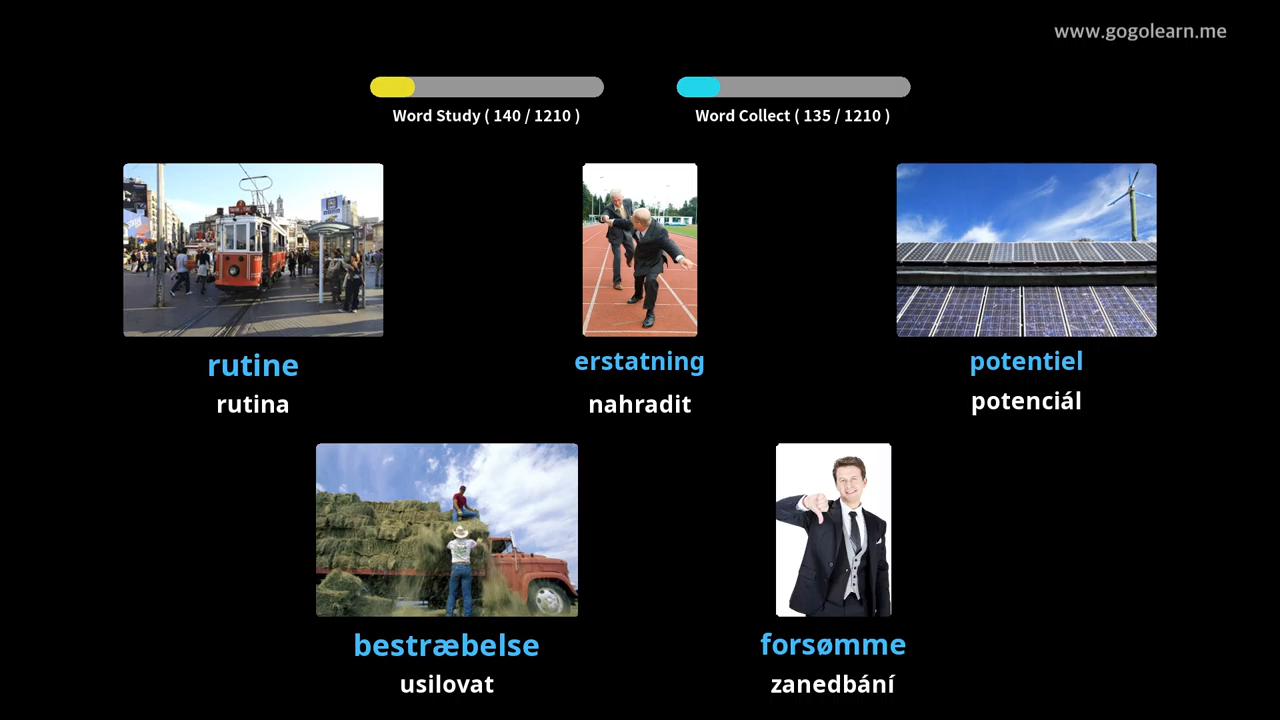 www.gogolearn.me
Word Study ( 140 / 1210 )
Word Collect ( 135 / 1210 )
rutine
rutina
erstatning
nahradit
potentiel
potenciál
bestræbelse
usilovat
forsømme
zanedbání